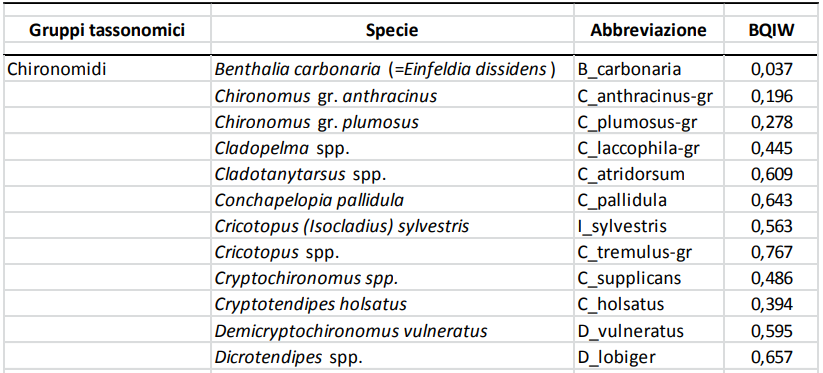 Gruppi tassonomici Specie Abbreviazione BQIW
Chironomidi Benthalia carbonaria (=Einfeldia dissidens) B_carbonaria 0,037
Chironomus gr. anthracinus C_anthracinus-gr 0,196
Chironomus gr. plumosus C_plumosus-gr 0,278
Cladopelma spp. C_laccophila-gr 0,445
Cladotanytarsus spp. C_atridorsum 0,609
Conchapelopia pallidula C_pallidula 0,643
Cricotopus (Isocladius) sylvestris I_sylvestris 0,563
Cricotopus spp. C_tremulus-gr 0,767
Cryptochironomus spp. C_supplicans 0,486
Cryptotendipes holsatus C_holsatus 0,394
Demicryptochironomus vulneratus D_vulneratus 0,595
Dicrotendipes spp. D_lobiger 0,657